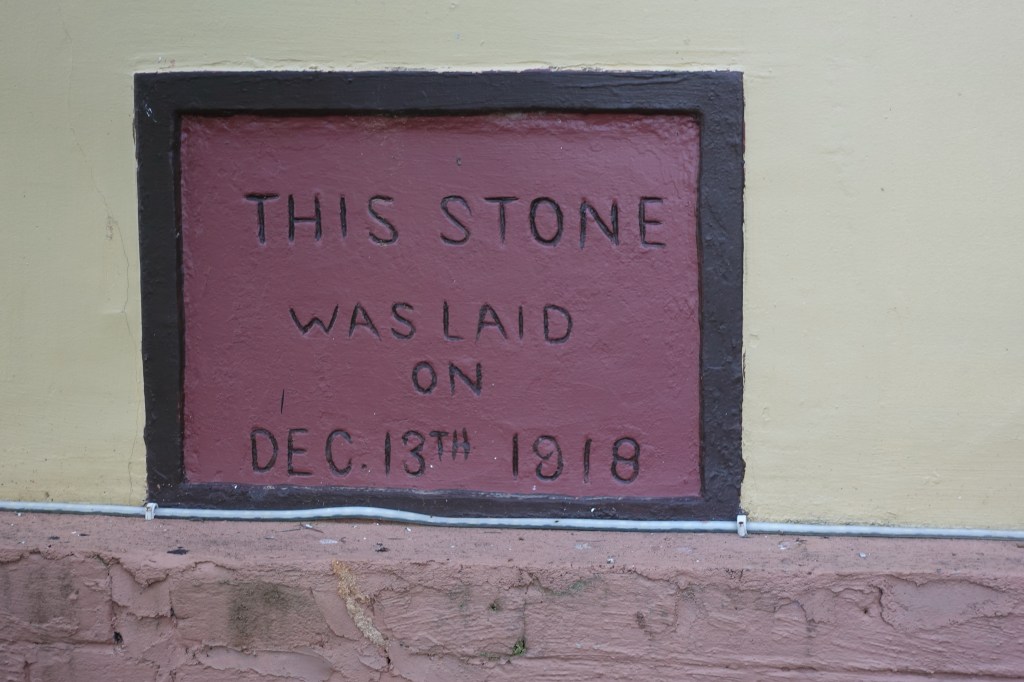 THIS STONE
WAS LAID
ON
DEC. 13TH 1918